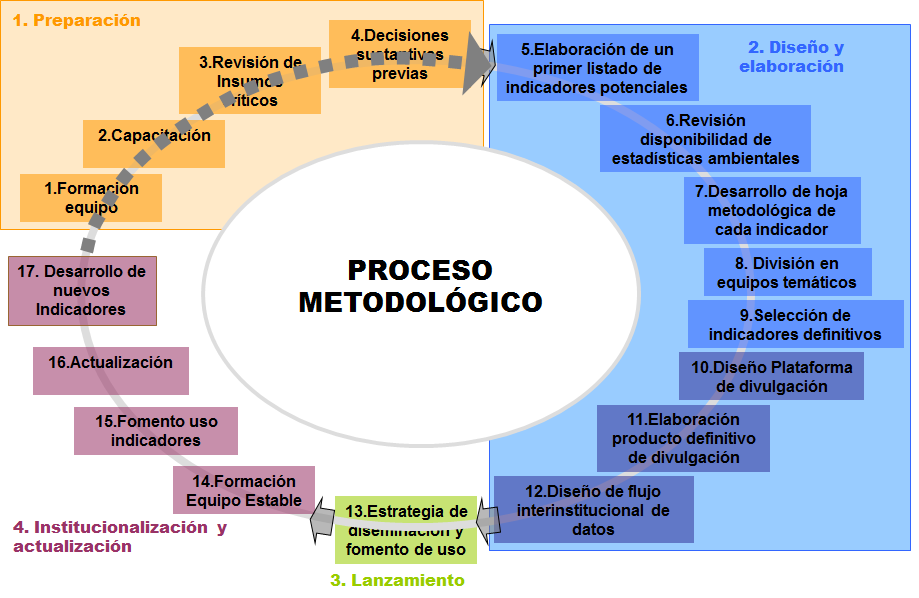 1. Preparación
1.Formación
equipo
2.Capacitación
3.Revisión de
Insumos
críticos
4.Decisiones
sustantivas
previas
2. Diseño y
elaboración
5.Elaboración de un
primer listado de
indicadores potenciales
6.Revisión
disponibilidad de
estadísticas ambientales
7.Desarrollo de hoja
metodológica de
cada indicador
8. División en
equipos temáticos
9.Selección de
indicadores definitivos
10.Diseño Plataforma
de divulgación
11.Elaboración
producto definitivo
de divulgación
12.Diseño de flujo
interinstitucional de
datos
13.Estrategia de
diseminación y
fomento de uso
3. Lanzamiento
14.Formación
Equipo Estable
15.Fomento uso
indicadores
16.Actualización
17. Desarrollo de
nuevos
Indicadores
4. Institucionalización y
actualización
PROCESO
METODOLÓGICO